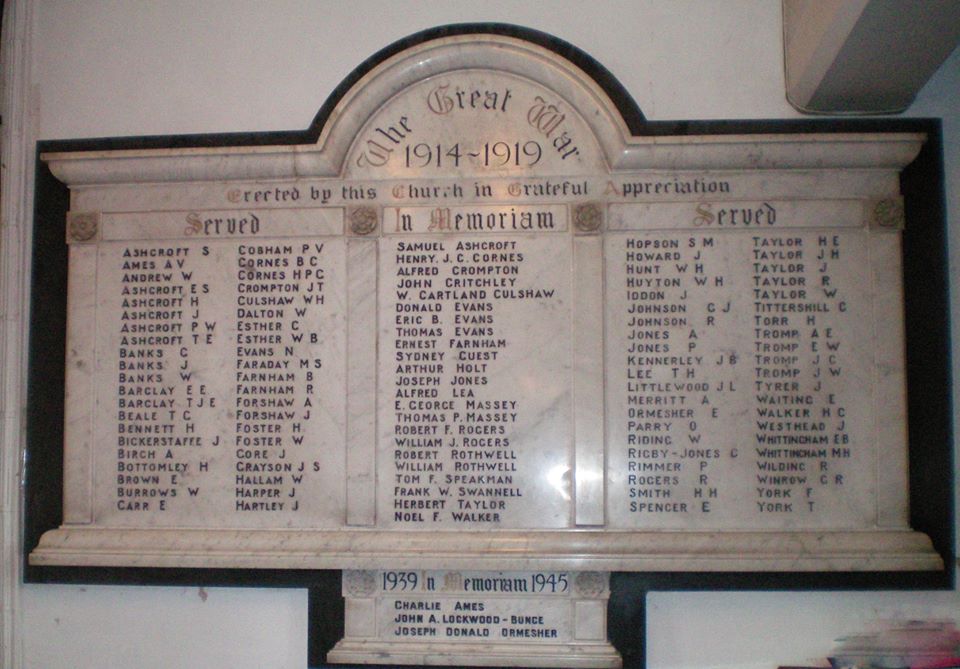 The Great War
1914-1919
Erected by this Church in Grateful Appreciation
Served
ASHCROFT S
AMES A V
ANDREW W
ASHCROFT E S
ASHCROFT H
ASHCROFT J
ASHCROFT P W
ASHCROFT T E
BANKS C
BANKS J
BANKS W
BARCLAY E E
BARCLAY T J E
BEALE T C
BENNETT H
BICKERSTAFFE J
BIRCH A
BOTTOMLEY H
BROWN E
BURROWS W
CARR E
COBHAM P V
CORNES B C
CORNES H P C
CROMPTON J T
CULSHAW W H
DALTON W
ESTHER C
ESTHER W B
EVANS N
FARADAY M S
FARNHAM B
FARNHAM R
FORSHAW A
FORSHAW J
FOSTER H
FOSTER W
GORE J
GRAYSON J S
HALLAM W
HARPER J
HARTLEY J
In Memoriam
SAMUEL ASHCROFT
HENRY. J. C. CORNES
ALFRED CROMPTON
JOHN CRITCHLEY
W. CARTLAND CULSHAW
DONALD EVANS
ERIC B. EVANS
THOMAS EVANS
ERNEST FARNHAM
SYDNEY GUEST
ARTHUR HOLT
JOSEPH JONES
ALFRED LEA
E. GEORGE MASSEY
THOMAS P. MASSEY
ROBERT F. ROGERS
WILLIAM J. ROGERS
ROBERT ROTHWELL
WILLIAM ROTHWELL
TOM F. SPEAKMAN
FRANK W. SWANNELL
HERBERT TAYLOR
NOEL F. WALKER
Served
HOPSON S M
HOWARD J
HUNT W H
HUYTON W H
IDDON J
JOHNSON C J
JOHNSON R
JONES A
JONES P
KENNERLEY J B
LEE T H
LITTLEWOOD J L
MERRITT A
ORMESHER E
PARRY O
RIDING W
RIGBY-JONES G
RIMMER P
ROGERS R
SMITH H H
SPENCER E
TAYLOR H E
TAYLOR J H
TAYLOR J
TAYLOR R
TAYLOR W
TITTERSHILL C
TORR H
TROMP A E
TROMP E W
TROMP J C
TROMP J W
TYRER J
WAITING E
WALKER H C
WESTHEAD J
WHITTINGHAM E B
WHITTINGHAM M H
WILDING R
WINROW G R
YORK F
YORK T
1939 In Memoriam 1945
CHARLIE AMES
JOHN A. LOCKWOOD-BUNCE
JOSEPH DONALD ORMESHER